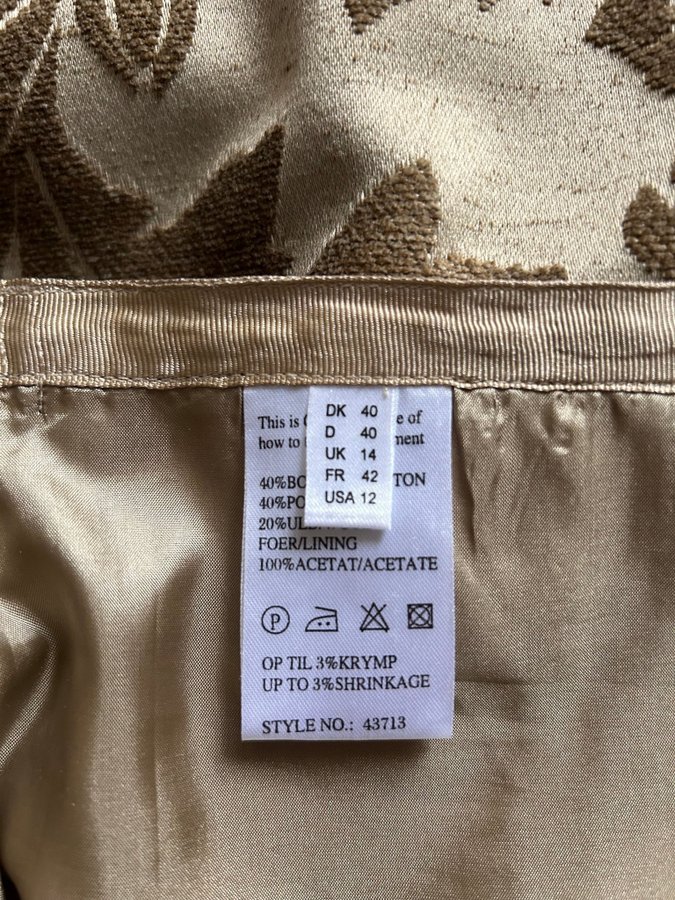 DK 40
D 40
UK 14
FR 42
USA 12
This is of
how to
40%BO TON
40%PO
20%UL
FOER/LINING
100%ACETAT/ACETATE
P
OP TIL 3%KRYMP
UP TO 3%SHRINKAGE
STYLE NO.: 43713